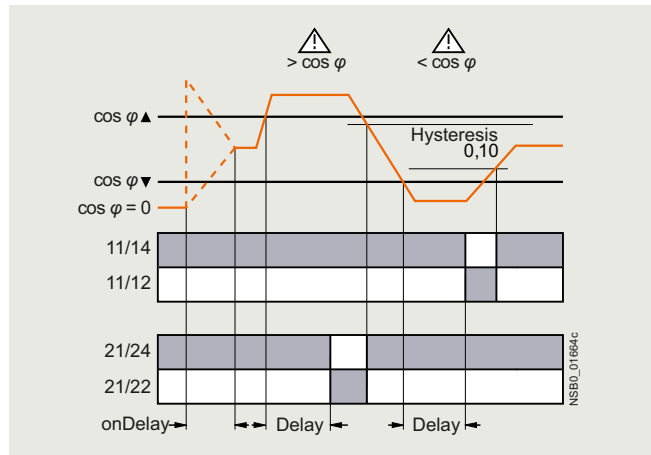 > cos φ
< cos φ
cos φ▲
Hysteresis
0,10
cos φ▼
cos φ = 0
11/14
11/12
21/24
21/22
onDelay
Delay
Delay
NSB0_01664c